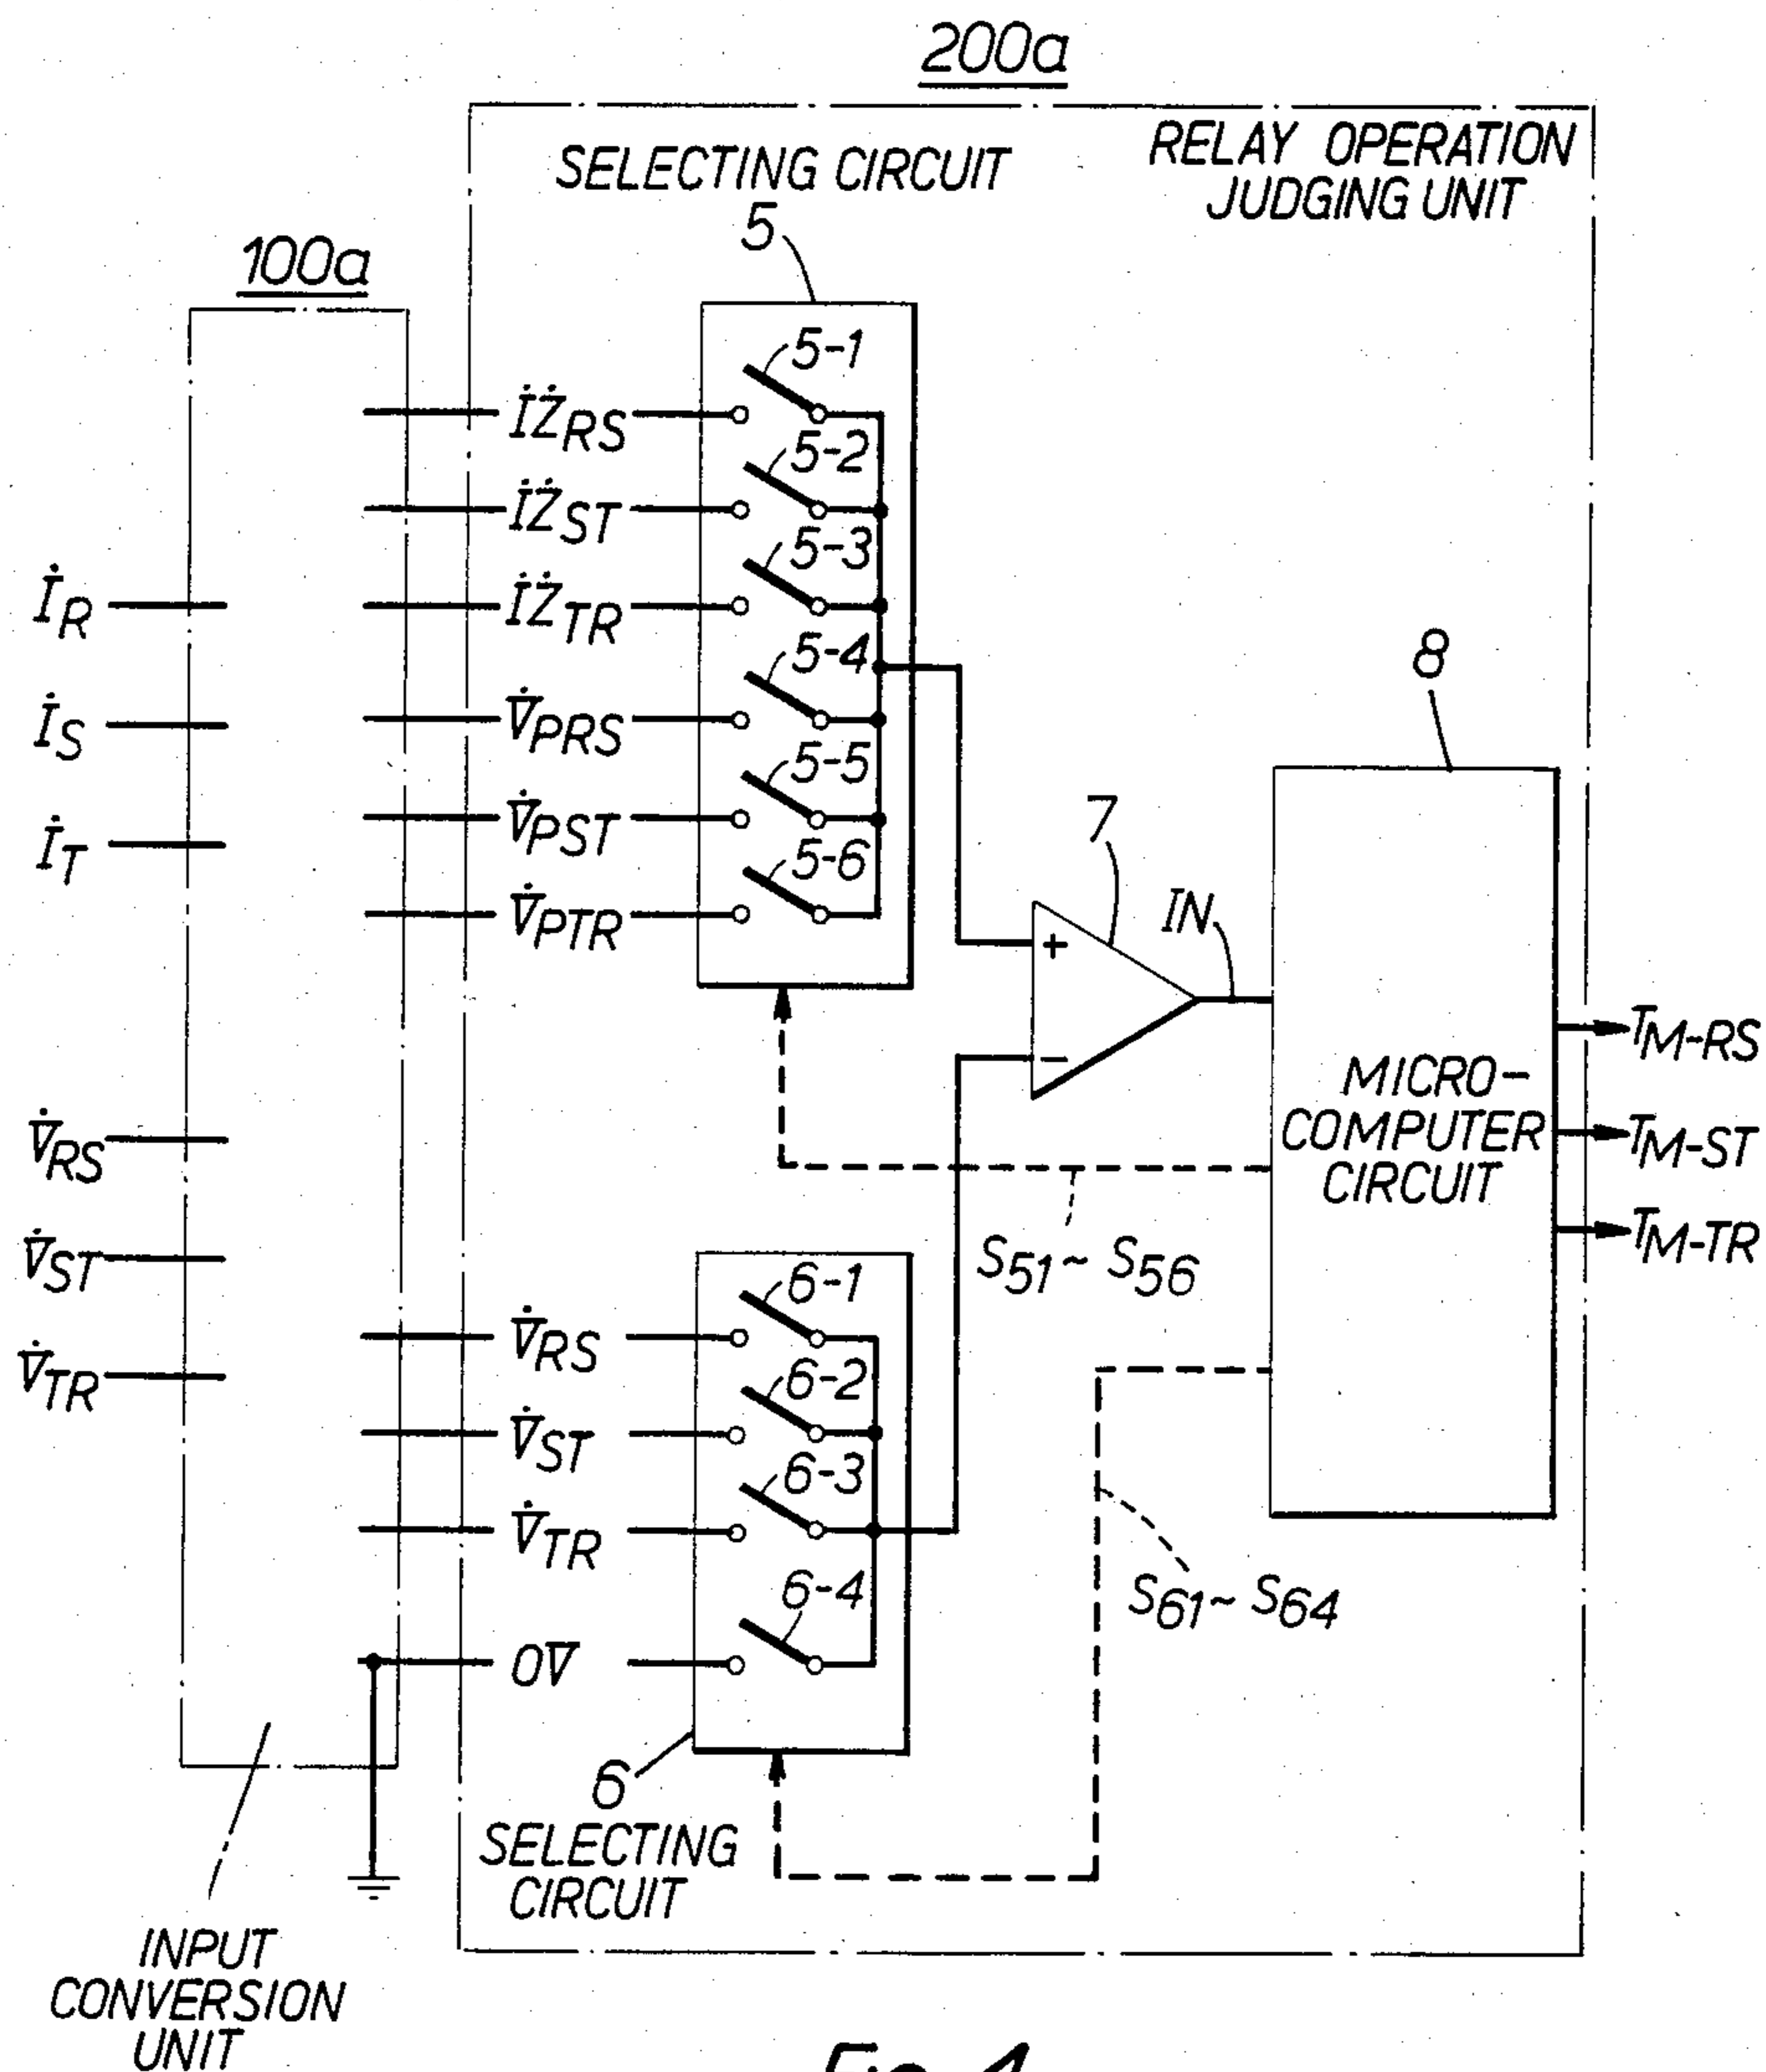 200a
RELAY OPERATION
JUDGING UNIT
SELECTING CIRCUIT
5
100a
5-1
İŻRS
5-2
İŻST
5-3
İŻTR
5-4
V̇PRS
5-5
V̇PST
5-6
V̇PTR
İR
İS
İT
V̇RS
V̇ST
V̇TR
7
+
−
IN
8
MICRO-
COMPUTER
CIRCUIT
TM-RS
TM-ST
TM-TR
S51~ S56
6-1
V̇RS
6-2
V̇ST
6-3
V̇TR
6-4
0V
S61~ S64
6
SELECTING
CIRCUIT
INPUT
CONVERSION
UNIT